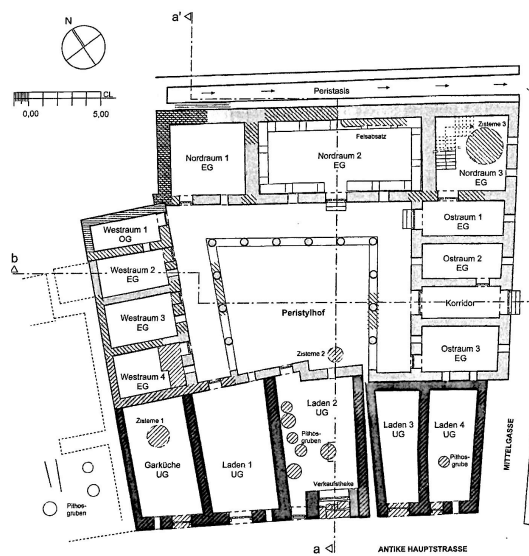 a'
N
CL
0,00 5,00
Peristasis
Zisterne 3
Felsabsatz
Nordraum 1
EG
Nordraum 2
EG
Nordraum 3
EG
Westraum 1
OG
Ostraum 1
EG
b
Westraum 2
EG
Ostraum 2
EG
Korridor
Peristylhof
Westraum 3
EG
Ostraum 3
EG
Zisterne 2
Westraum 4
EG
Laden 2
UG
Zisterne 1
Pithos-
gruben
Laden 3
UG
Laden 4
UG
Garküche
UG
Laden 1
UG
Pithos-
grube
Pithos-
gruben
Verkaufstheke
MITTELGASSE
a
ANTIKE HAUPTSTRASSE